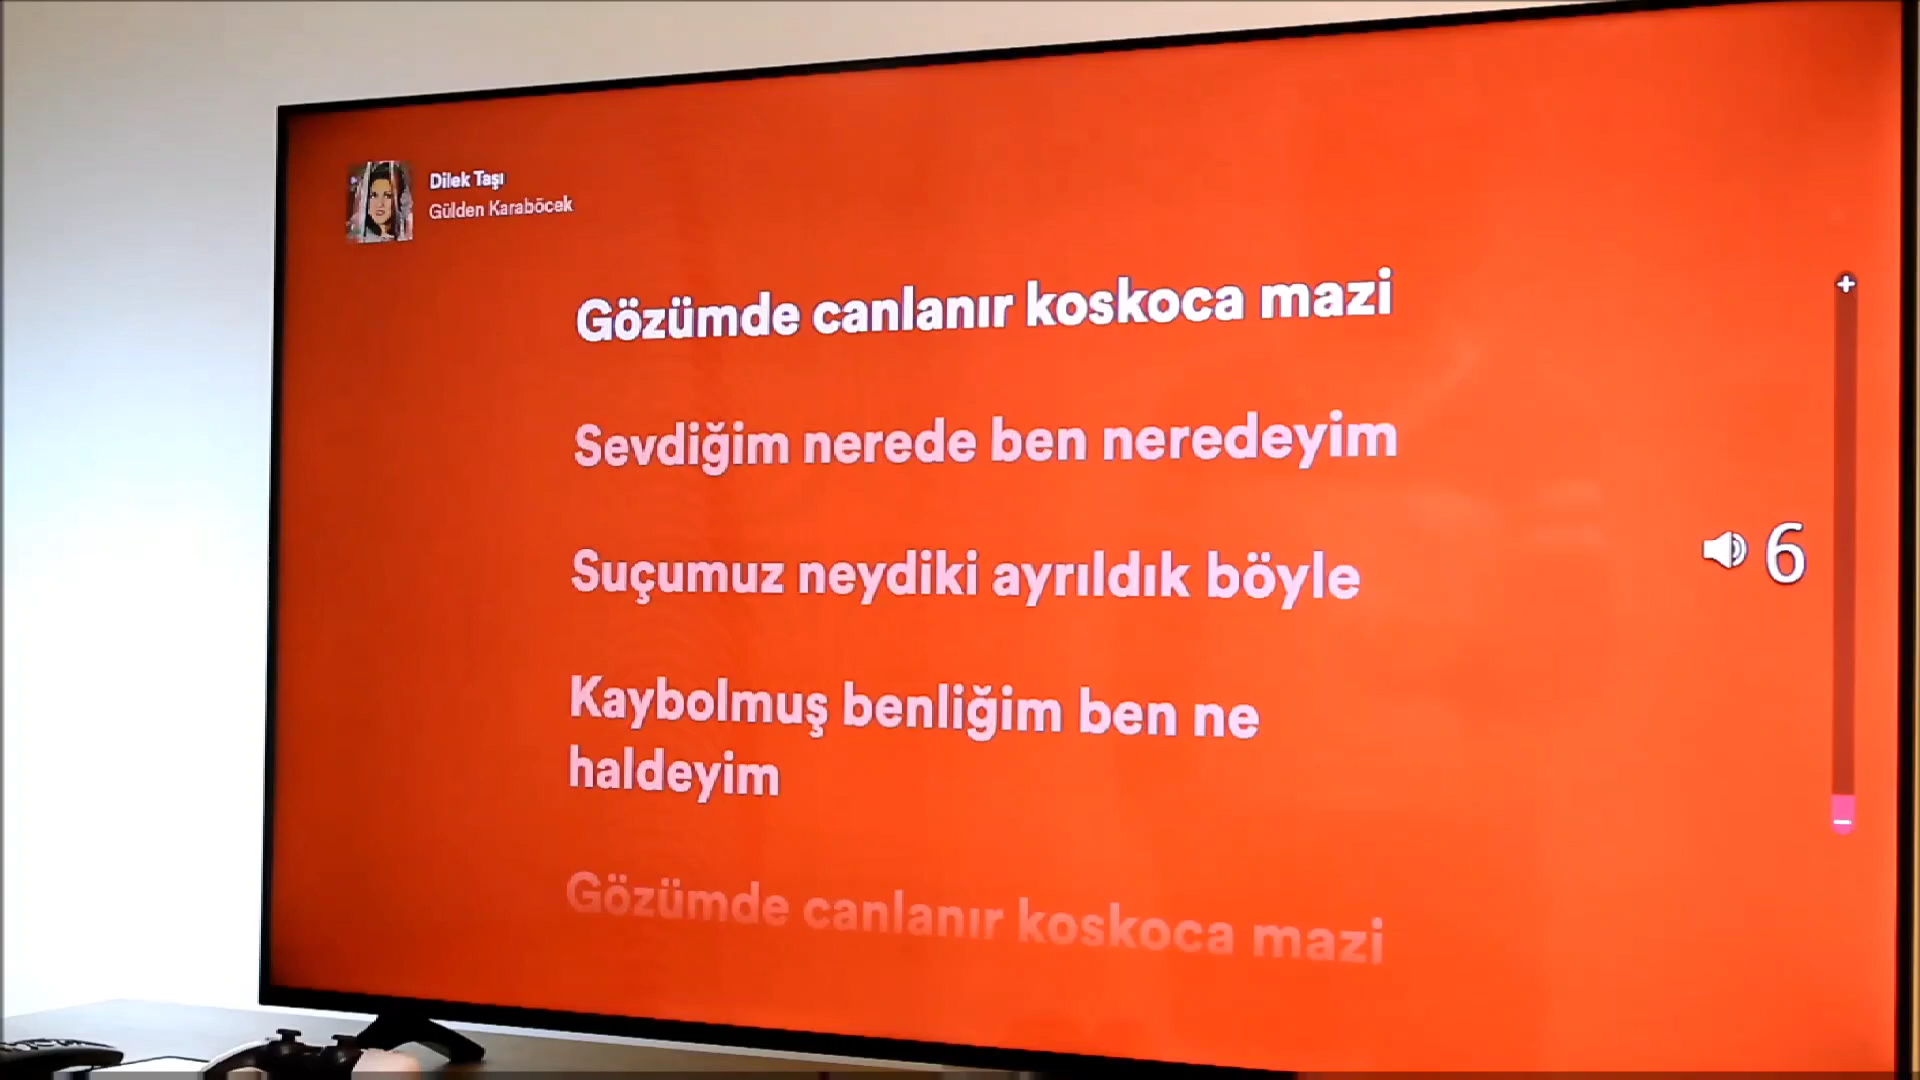 Dilek Taşı
Gülden Karaböcek
Gözümde canlanır koskoca mazi
Sevdiğim nerede ben neredeyim
Suçumuz neydiki ayrıldık böyle
Kaybolmuş benliğim ben ne
haldeyim
Gözümde canlanır koskoca mazi
+
6
-